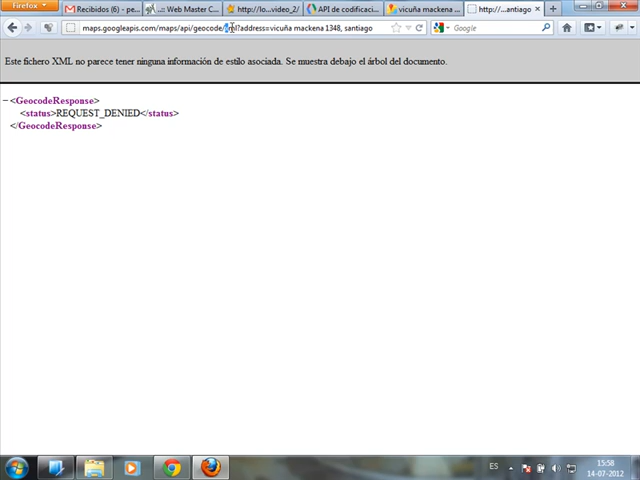 Firefox
Recibidos (6) - pe...
..:: Web Master C...
http://lo...video_2/
API de codificaci...
vicuña mackena ...
http://...antiago
maps.googleapis.com/maps/api/geocode/xml?address=vicuña mackena 1348, santiago
Google
Este fichero XML no parece tener ninguna información de estilo asociada. Se muestra debajo el árbol del documento.
<GeocodeResponse>
<status>REQUEST_DENIED</status>
</GeocodeResponse>
ES
15:58
14-07-2012